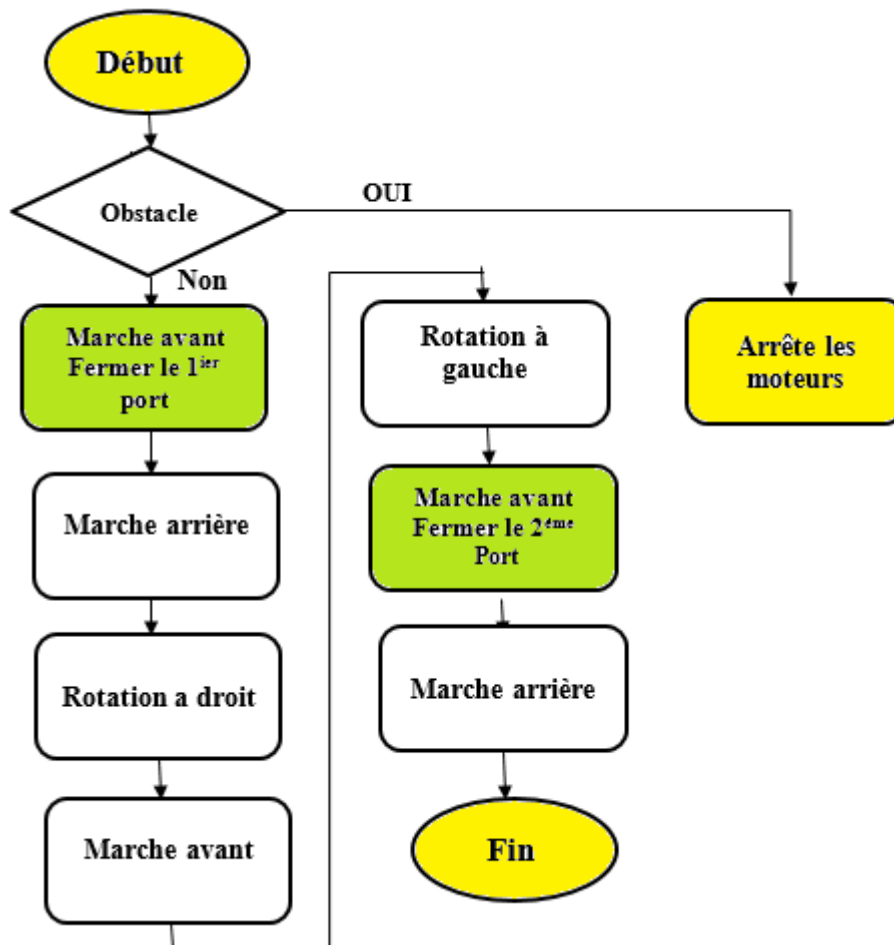 Début
Obstacle
OUI
Non
Marche avant
Fermer le 1ier
port
Marche arrière
Rotation a droit
Marche avant
Rotation à
gauche
Marche avant
Fermer le 2éme
Port
Marche arrière
Fin
Arrête les
moteurs